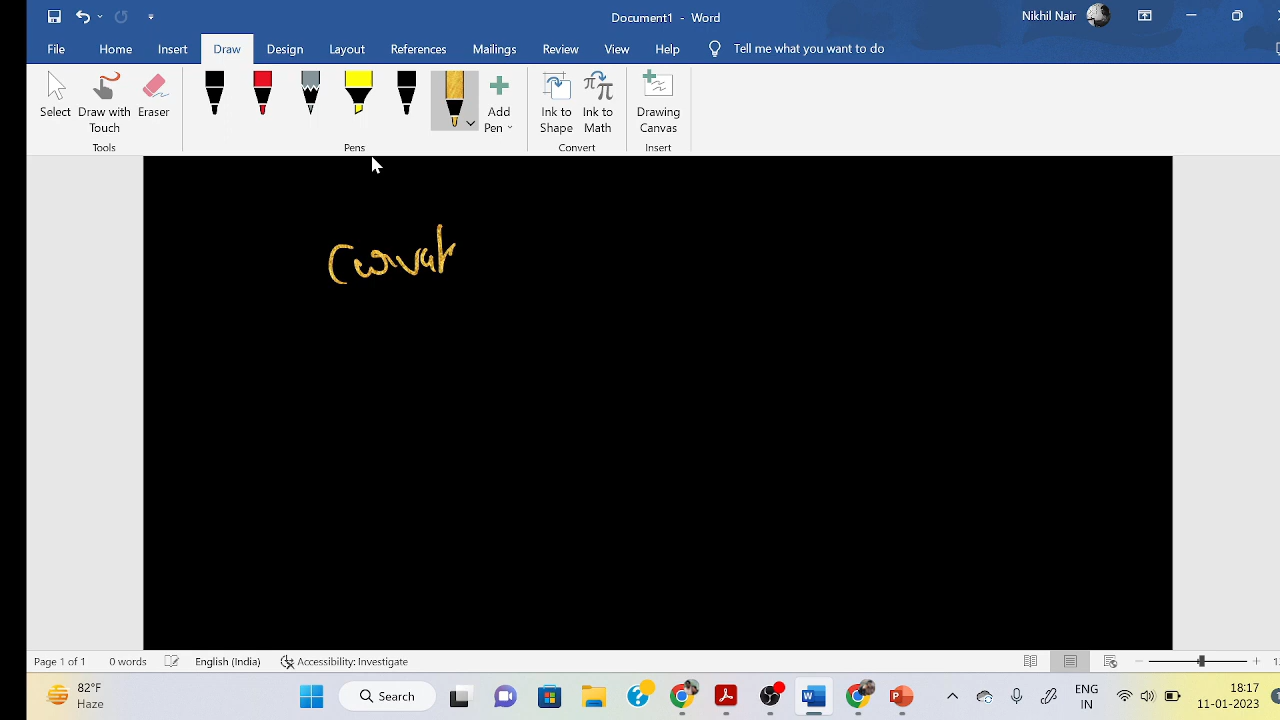 Document1 - Word
Nikhil Nair
File Home Insert Draw Design Layout References Mailings Review View Help Tell me what you want to do
Select Draw with Touch Eraser Add Pen Ink to Shape Ink to Math Drawing Canvas
Tools Pens Convert Insert
Curvat
Page 1 of 1 0 words English (India) Accessibility: Investigate
82°F
Haze
Search
ENG
IN
18:17
11-01-2023